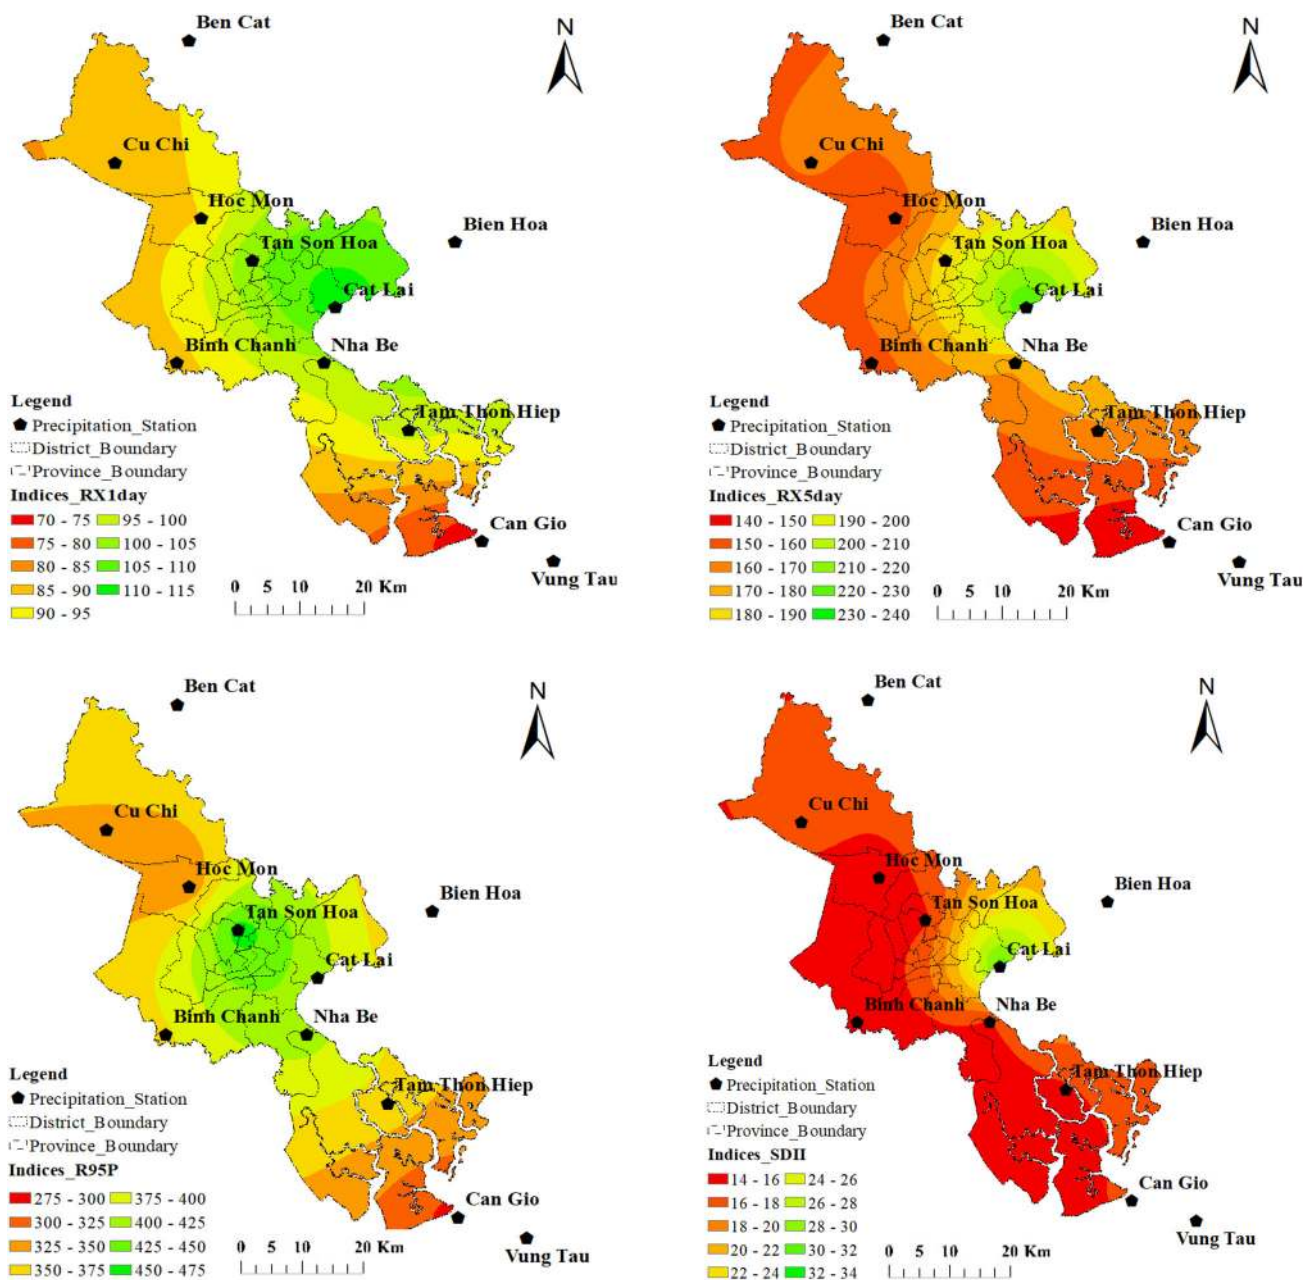 Ben Cat
N
Cu Chi
Hoc Mon
Bien Hoa
Tan Son Hoa
Cat Lai
Binh Chanh
Nha Be
Tam Thon Hiep
Can Gio
Vung Tau
Legend
Precipitation_Station
District_Boundary
Province_Boundary
Indices_RX1day
70 - 75 95 - 100
75 - 80 100 - 105
80 - 85 105 - 110
85 - 90 110 - 115
90 - 95
0 5 10 20 Km
Ben Cat
N
Cu Chi
Hoc Mon
Bien Hoa
Tan Son Hoa
Cat Lai
Binh Chanh
Nha Be
Tam Thon Hiep
Can Gio
Vung Tau
Legend
Precipitation_Station
District_Boundary
Province_Boundary
Indices_RX5day
140 - 150 190 - 200
150 - 160 200 - 210
160 - 170 210 - 220
170 - 180 220 - 230
180 - 190 230 - 240
0 5 10 20 Km
Ben Cat
N
Cu Chi
Hoc Mon
Bien Hoa
Tan Son Hoa
Cat Lai
Binh Chanh
Nha Be
Tam Thon Hiep
Can Gio
Vung Tau
Legend
Precipitation_Station
District_Boundary
Province_Boundary
Indices_R95P
275 - 300 375 - 400
300 - 325 400 - 425
325 - 350 425 - 450
350 - 375 450 - 475
0 5 10 20 Km
Ben Cat
N
Cu Chi
Hoc Mon
Bien Hoa
Tan Son Hoa
Cat Lai
Binh Chanh
Nha Be
Tam Thon Hiep
Can Gio
Vung Tau
Legend
Precipitation_Station
District_Boundary
Province_Boundary
Indices_SDII
14 - 16 24 - 26
16 - 18 26 - 28
18 - 20 28 - 30
20 - 22 30 - 32
22 - 24 32 - 34
0 5 10 20 Km